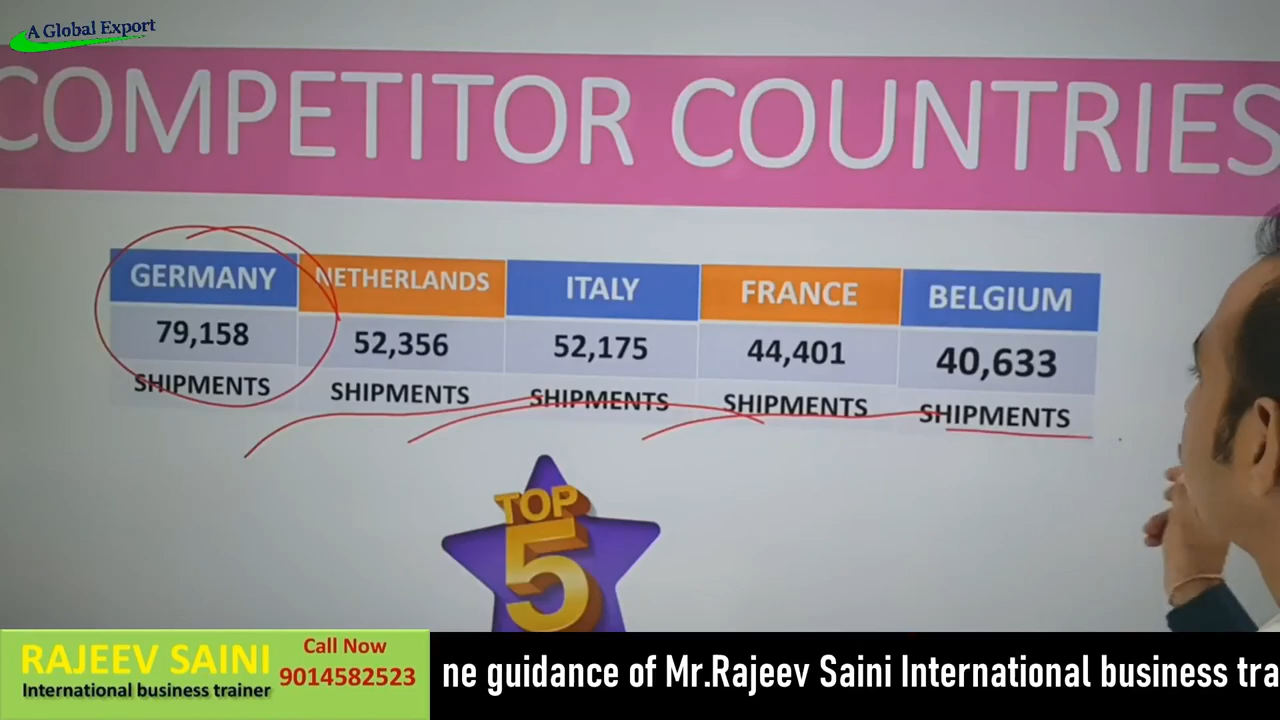 A Global Export
COMPETITOR COUNTRIES
GERMANY NETHERLANDS ITALY FRANCE BELGIUM
79,158 52,356 52,175 44,401 40,633
SHIPMENTS SHIPMENTS SHIPMENTS SHIPMENTS SHIPMENTS
TOP
5
RAJEEV SAINI
International business trainer
Call Now
9014582523
ne guidance of Mr.Rajeev Saini International business tra